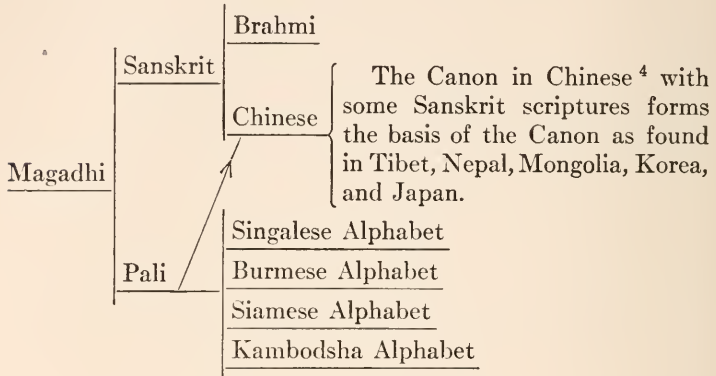 Brahmi
Sanskrit
Chinese
The Canon in Chinese ⁴ with
some Sanskrit scriptures forms
the basis of the Canon as found
in Tibet, Nepal, Mongolia, Korea,
and Japan.
Magadhi
Pali
Singalese Alphabet
Burmese Alphabet
Siamese Alphabet
Kambodsha Alphabet